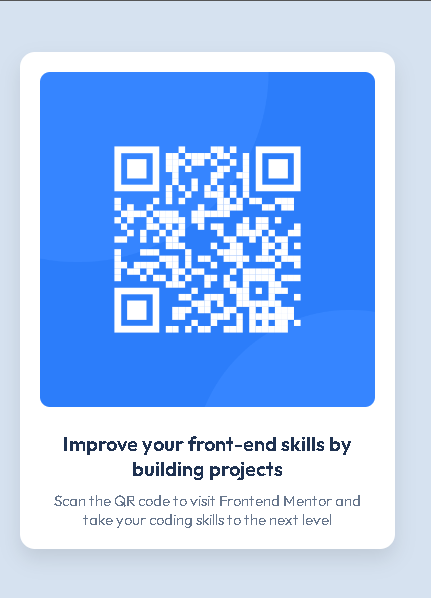 Improve your front-end skills by
building projects
Scan the QR code to visit Frontend Mentor and
take your coding skills to the next level